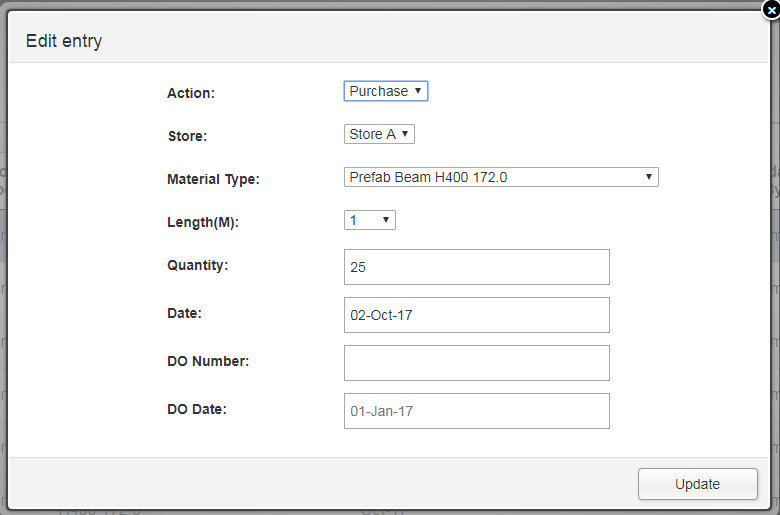 Edit entry
Action: Purchase
Store: Store A
Material Type: Prefab Beam H400 172.0
Length(M): 1
Quantity: 25
Date: 02-Oct-17
DO Number:
DO Date: 01-Jan-17
Update